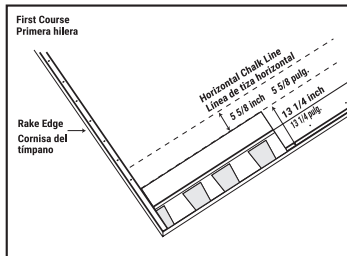 First Course
Primera hilera
Horizontal Chalk Line
Línea de tiza horizontal
5 5/8 inch
5 5/8 pulg.
13 1/4 inch
13 1/4 pulg.
Rake Edge
Cornisa del
tímpano